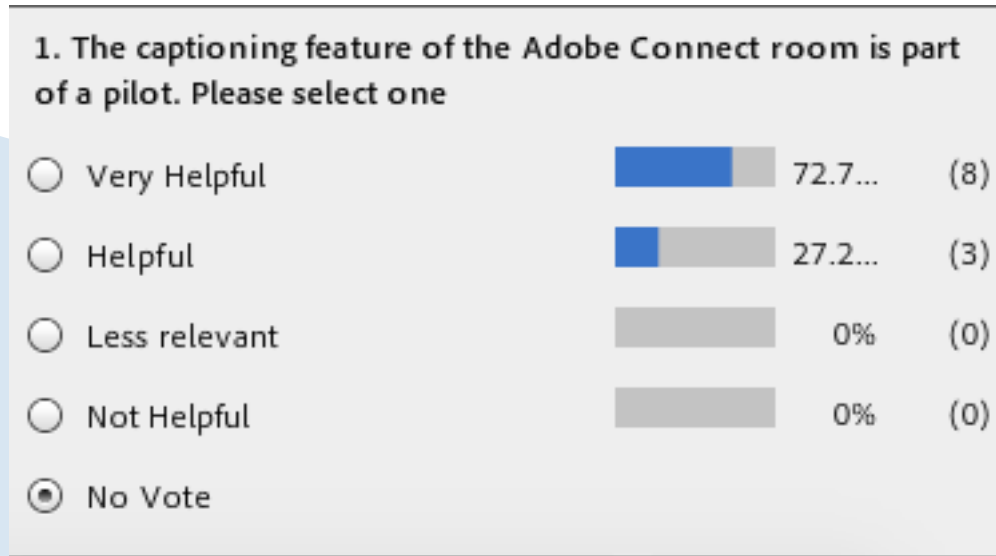 1. The captioning feature of the Adobe Connect room is part
of a pilot. Please select one
Very Helpful 72.7... (8)
Helpful 27.2... (3)
Less relevant 0% (0)
Not Helpful 0% (0)
No Vote